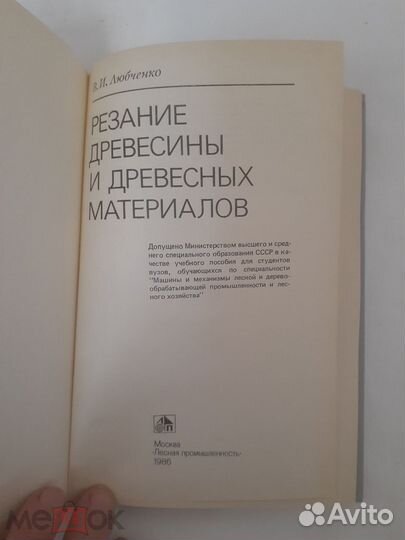 В.И. Любченко
РЕЗАНИЕ
ДРЕВЕСИНЫ
И ДРЕВЕСНЫХ
МАТЕРИАЛОВ
Допущено Министерством высшего и сред-
него специального образования СССР в ка-
честве учебного пособия для студентов
вузов, обучающихся по специальности
"Машины и механизмы лесной и дерево-
обрабатывающей промышленности и лес-
ного хозяйства"
Москва
«Лесная промышленность»
1986
МЕШОК
Avito